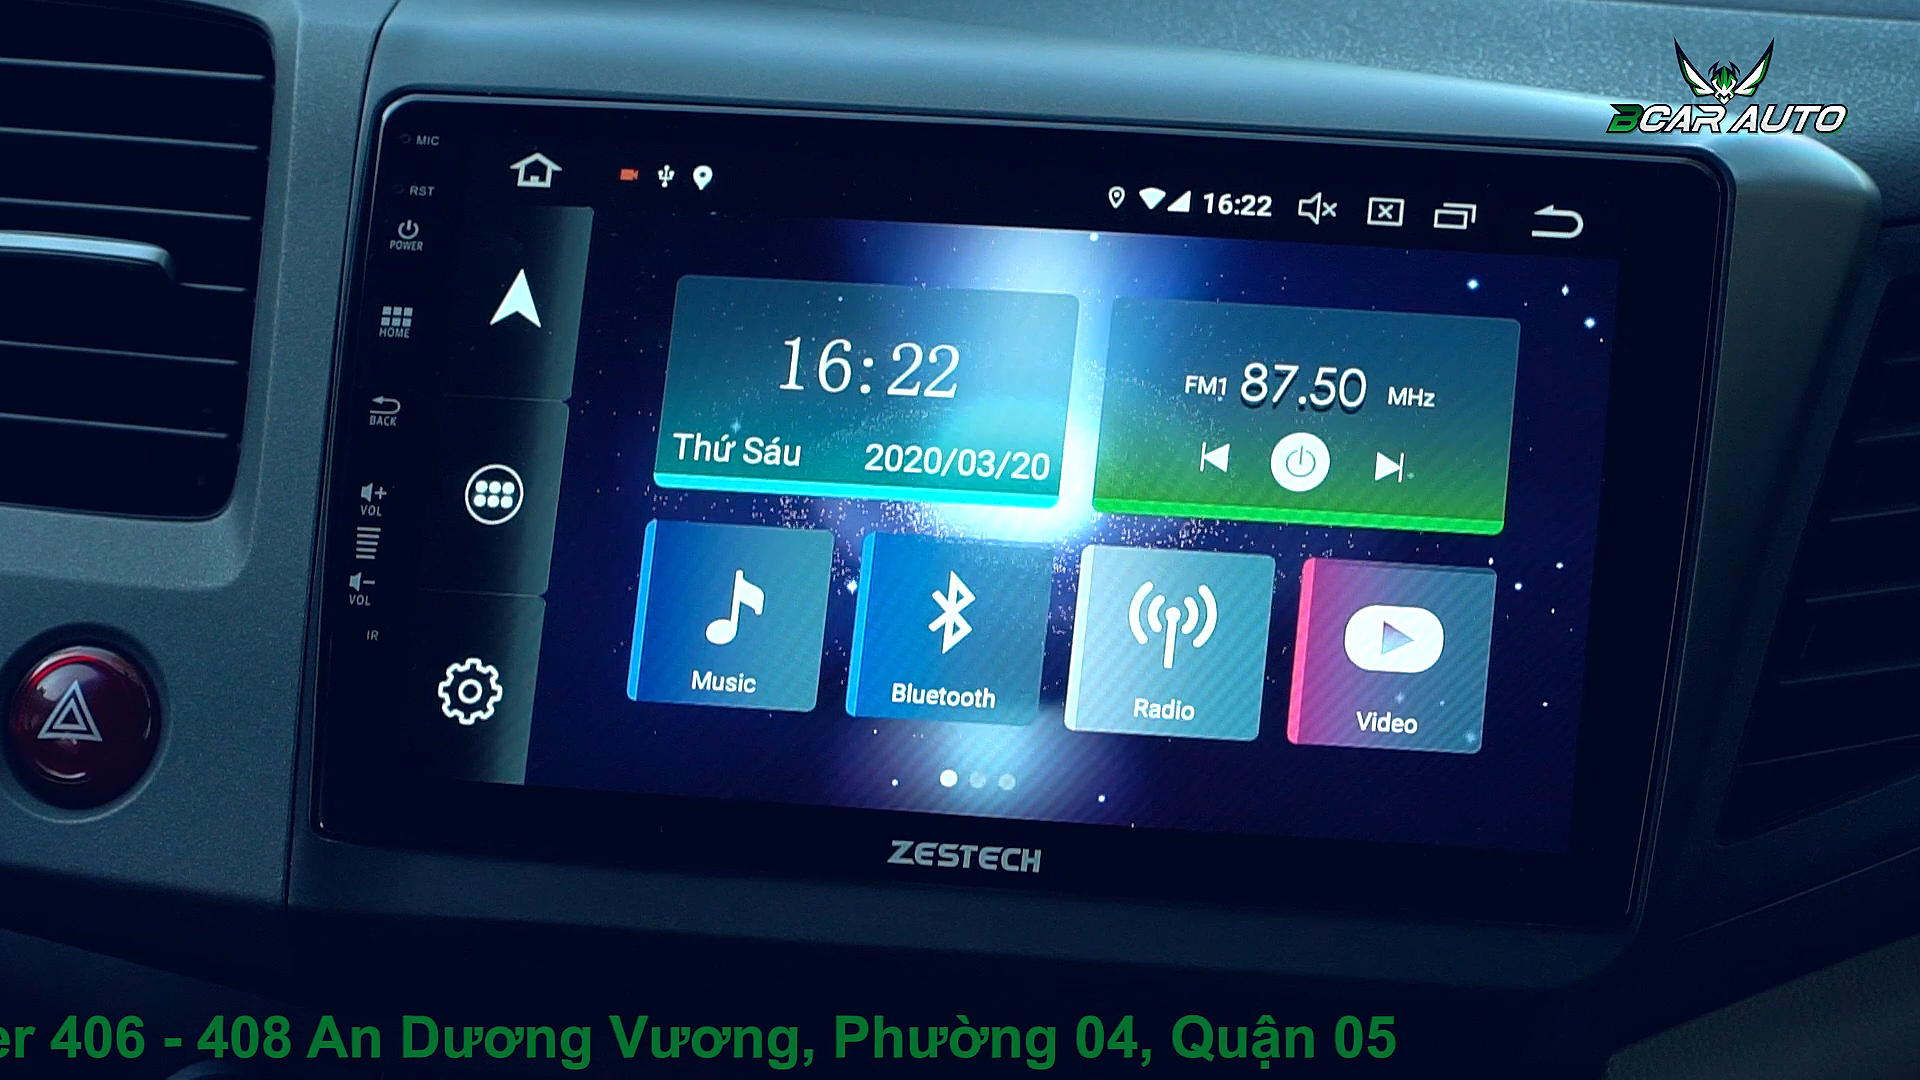 BCAR AUTO
MIC
RST
POWER
HOME
BACK
VOL
VOL
IR
16:22
16:22
Thứ Sáu 2020/03/20
FM1 87.50 MHz
Music
Bluetooth
Radio
Video
ZESTECH
er 406 - 408 An Dương Vương, Phường 04, Quận 05